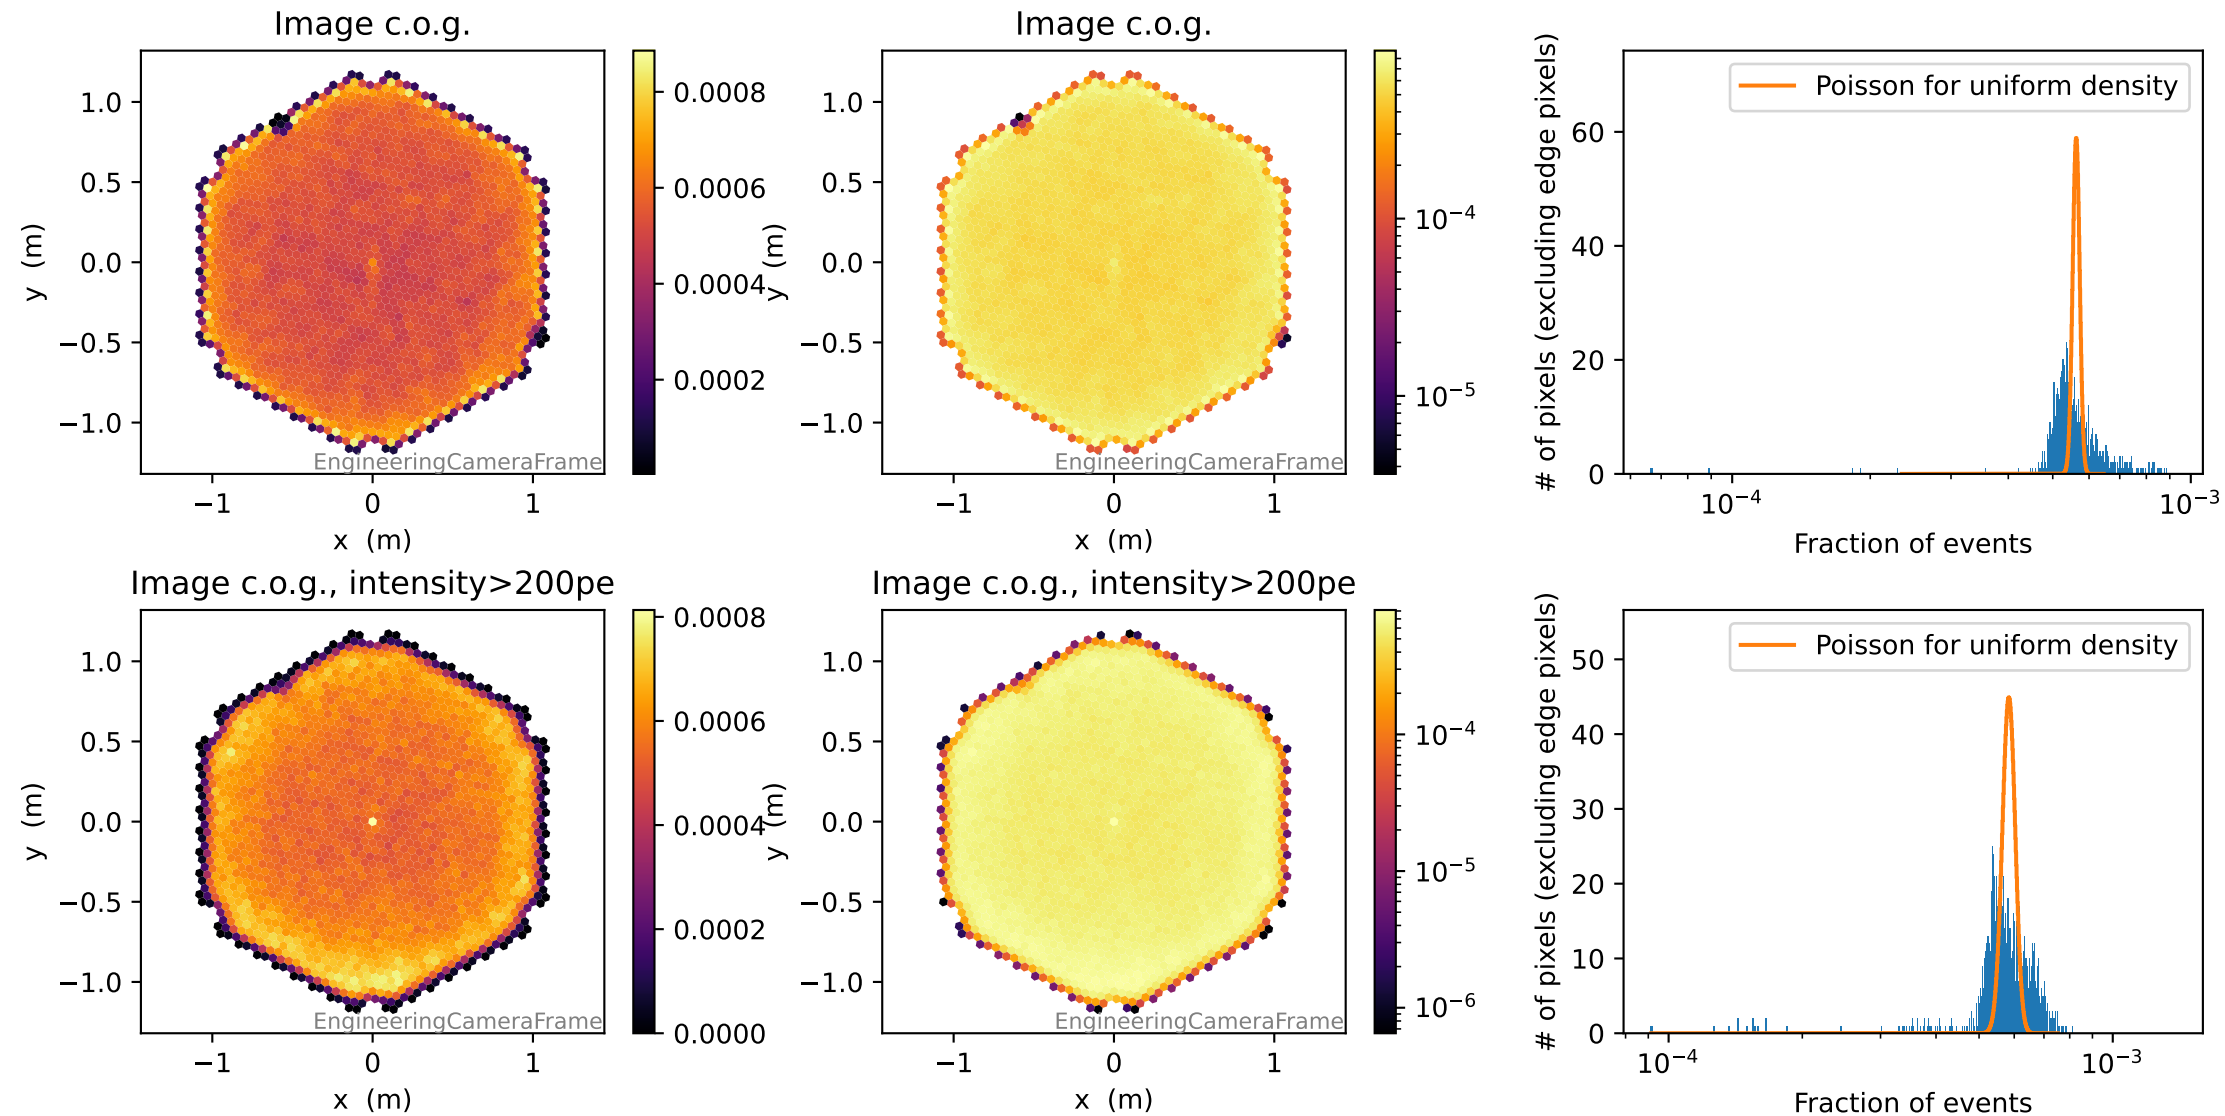 Image c.o.g.
1.0
0.5
0.0
−0.5
−1.0
y (m)
−1
0
1
x (m)
EngineeringCameraFrame
0.0008
0.0006
0.0004
0.0002
Image c.o.g.
1.0
0.5
0.0
−0.5
−1.0
y (m)
−1
0
1
x (m)
EngineeringCameraFrame
10−4
10−5
# of pixels (excluding edge pixels)
60
40
20
0
Poisson for uniform density
10−4
10−3
Fraction of events
Image c.o.g., intensity>200pe
1.0
0.5
0.0
−0.5
−1.0
y (m)
−1
0
1
x (m)
EngineeringCameraFrame
0.0008
0.0006
0.0004
0.0002
0.0000
Image c.o.g., intensity>200pe
1.0
0.5
0.0
−0.5
−1.0
y (m)
−1
0
1
x (m)
EngineeringCameraFrame
10−4
10−5
10−6
# of pixels (excluding edge pixels)
50
40
30
20
10
0
Poisson for uniform density
10−4
10−3
Fraction of events